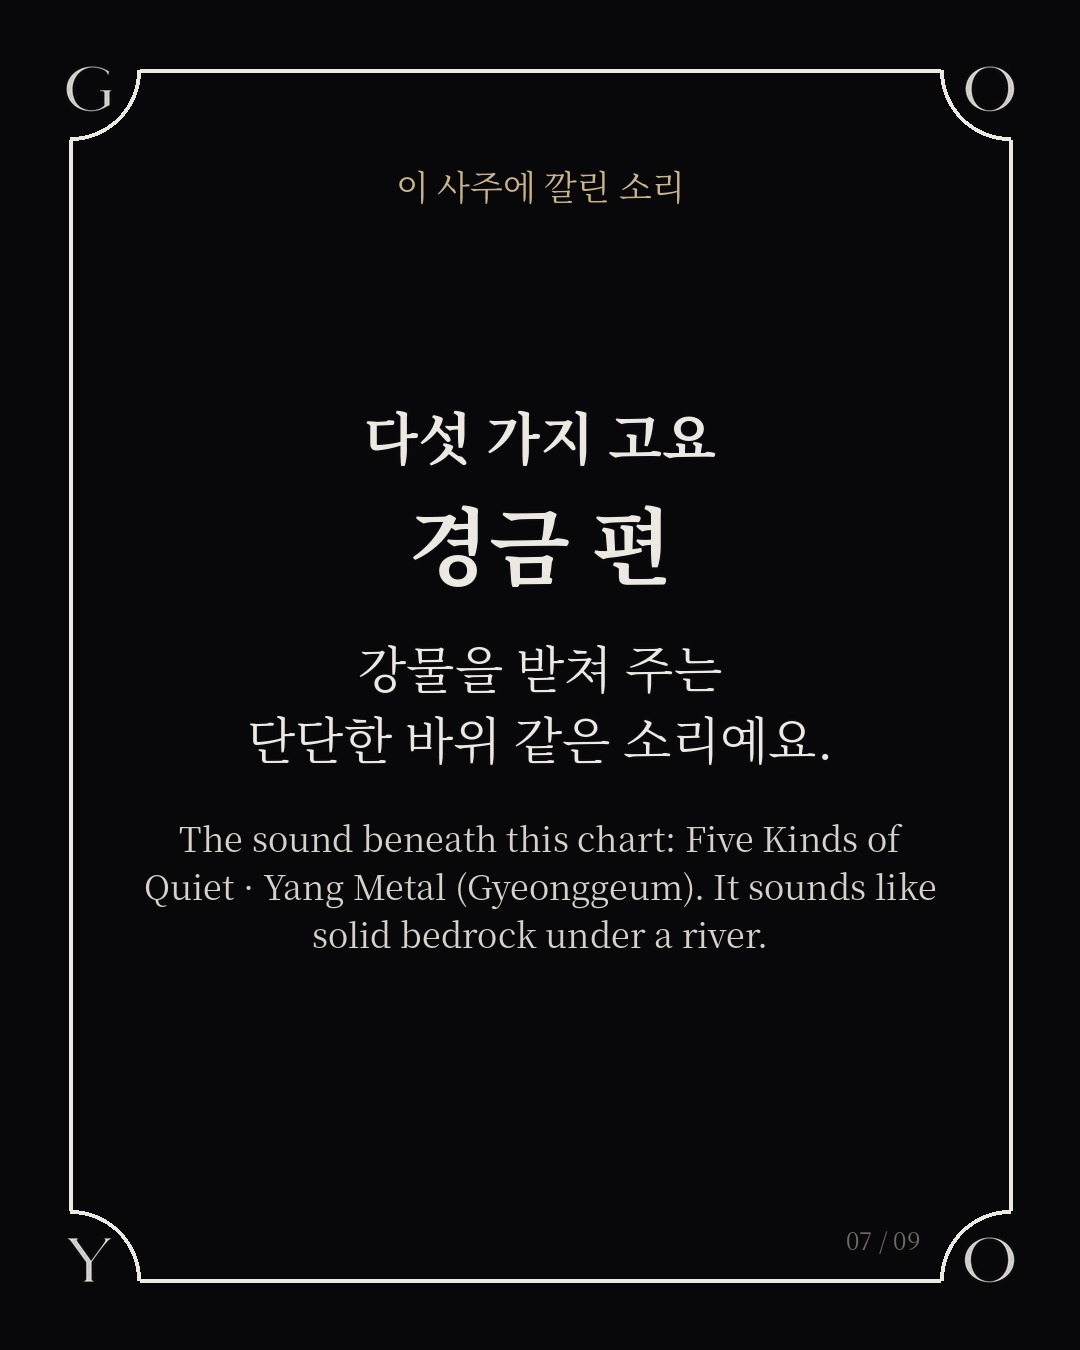 G O
이 사주에 깔린 소리
다섯 가지 고요
경금 편
강물을 받쳐 주는
단단한 바위 같은 소리예요.
The sound beneath this chart: Five Kinds of
Quiet · Yang Metal (Gyeonggeum). It sounds like
solid bedrock under a river.
07 / 09
Y O